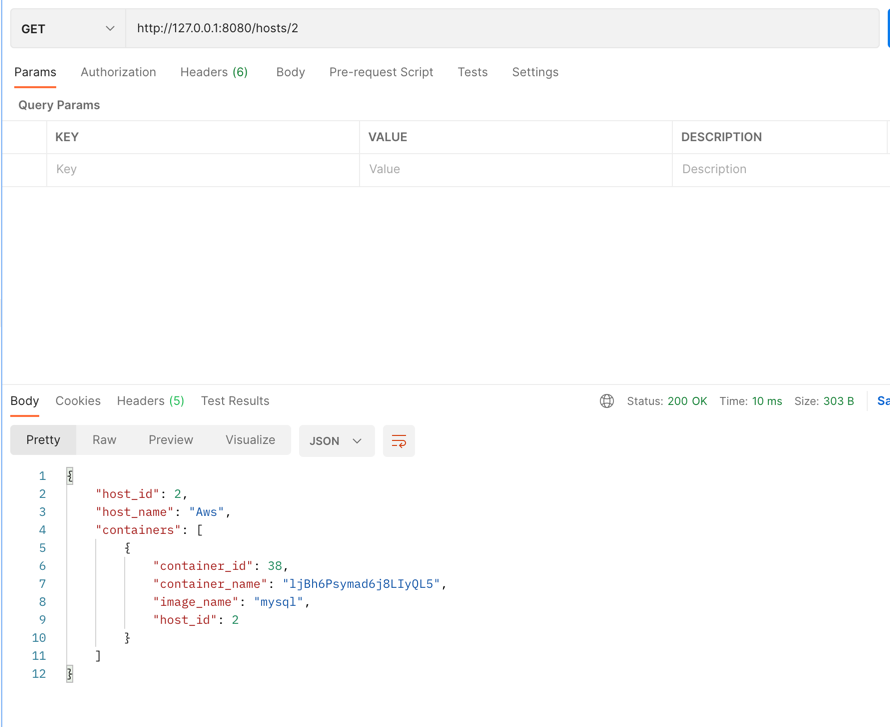 GET http://127.0.0.1:8080/hosts/2
Params Authorization Headers (6) Body Pre-request Script Tests Settings
Query Params
KEY VALUE DESCRIPTION
Key Value Description
Body Cookies Headers (5) Test Results Status: 200 OK Time: 10 ms Size: 303 B Sa
Pretty Raw Preview Visualize JSON
1 {
2 "host_id": 2,
3 "host_name": "Aws",
4 "containers": [
5 {
6 "container_id": 38,
7 "container_name": "ljBh6Psymad6j8LIyQL5",
8 "image_name": "mysql",
9 "host_id": 2
10 }
11 ]
12 }